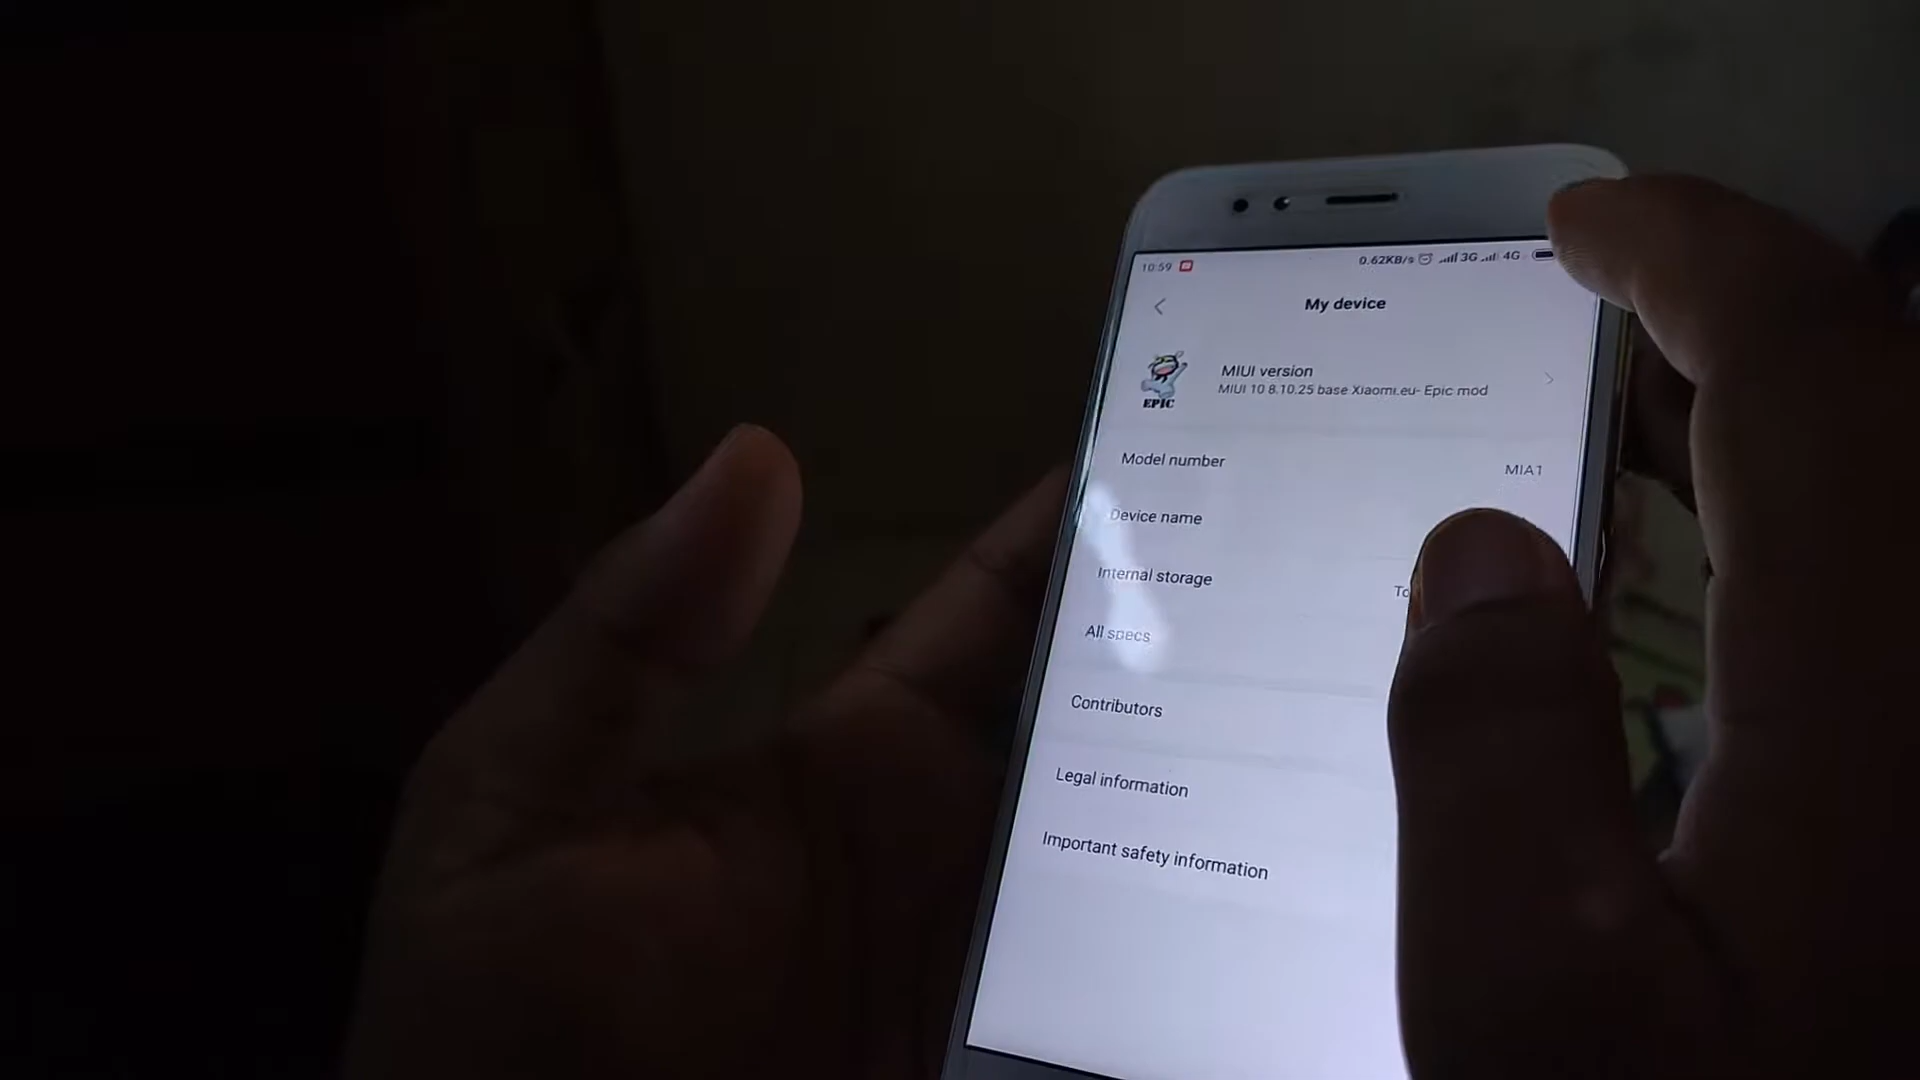 10:59 0.62KB/s 3G 4G
My device
EPIC
MIUI version
MIUI 10 8.10.25 base Xiaomi.eu- Epic mod
Model number MIA1
Device name
Internal storage To
All specs
Contributors
Legal information
Important safety information